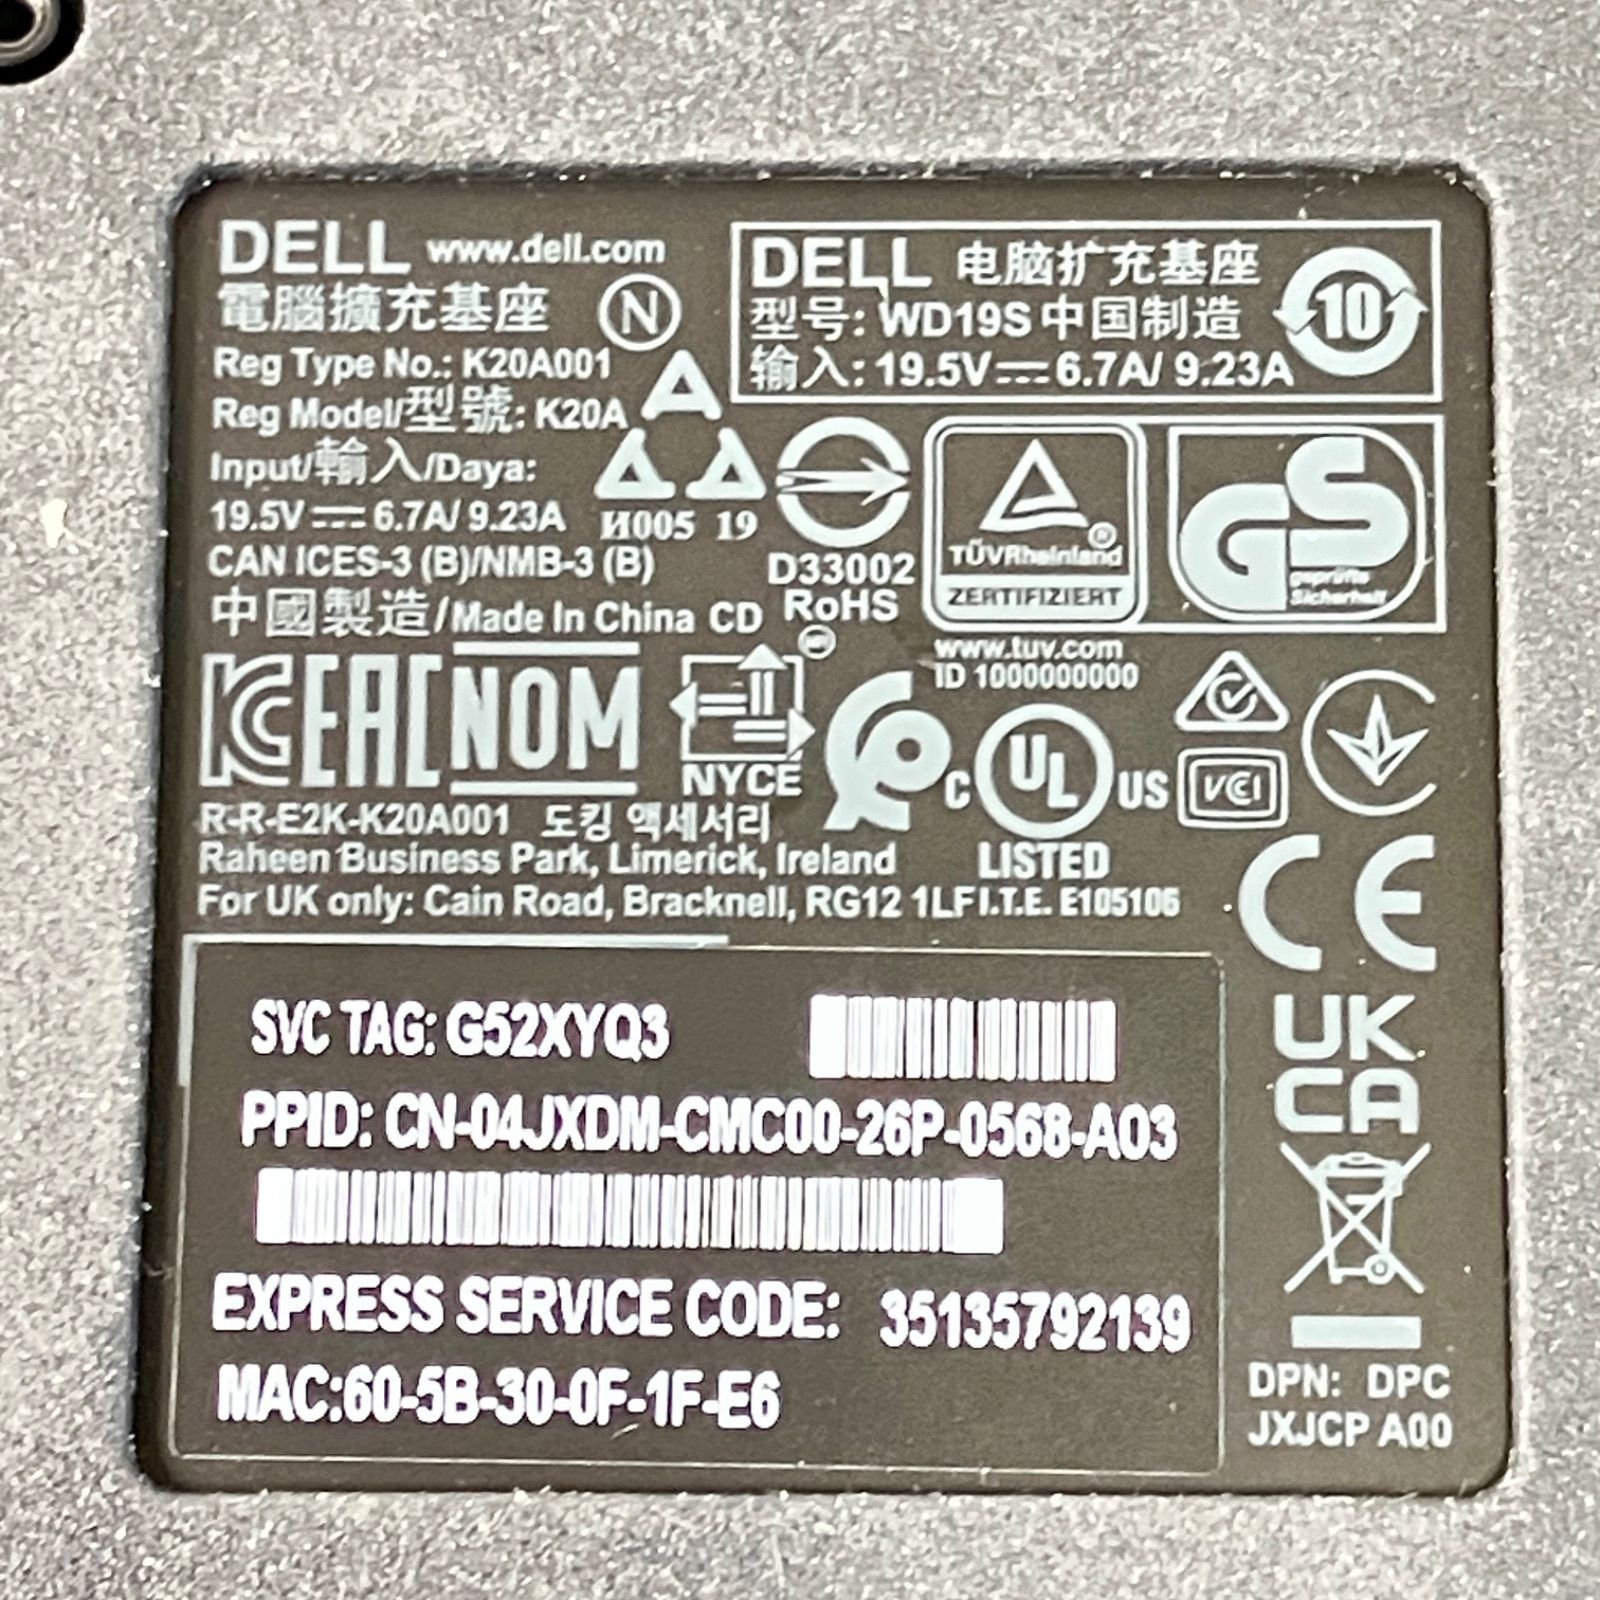 DELL www.dell.com
電腦擴充基座 N
Reg Type No.: K20A001
Reg Model/型號: K20A
Input/輸入/Daya:
19.5V⎓6.7A/ 9.23A
И005 19
CAN ICES-3 (B)/NMB-3 (B)
中國製造/Made In China CD
DELL 电脑扩充基座
型号: WD19S 中国制造
输入: 19.5V⎓6.7A/ 9.23A
10
D33002
RoHS
TÜVRheinland
ZERTIFIZIERT
GS
geprüfte
Sicherheit
www.tuv.com
ID 1000000000
EAC NOM
NYCE
C UL US
LISTED
VCI
R-R-E2K-K20A001 도킹 액세서리
Raheen Business Park, Limerick, Ireland
For UK only: Cain Road, Bracknell, RG12 1LF I.T.E. E105106
CE
UK
CA
SVC TAG: G52XYQ3
PPID: CN-04JXDM-CMC00-26P-0568-A03
EXPRESS SERVICE CODE: 35135792139
MAC:60-5B-30-0F-1F-E6
DPN: DPC
JXJCP A00